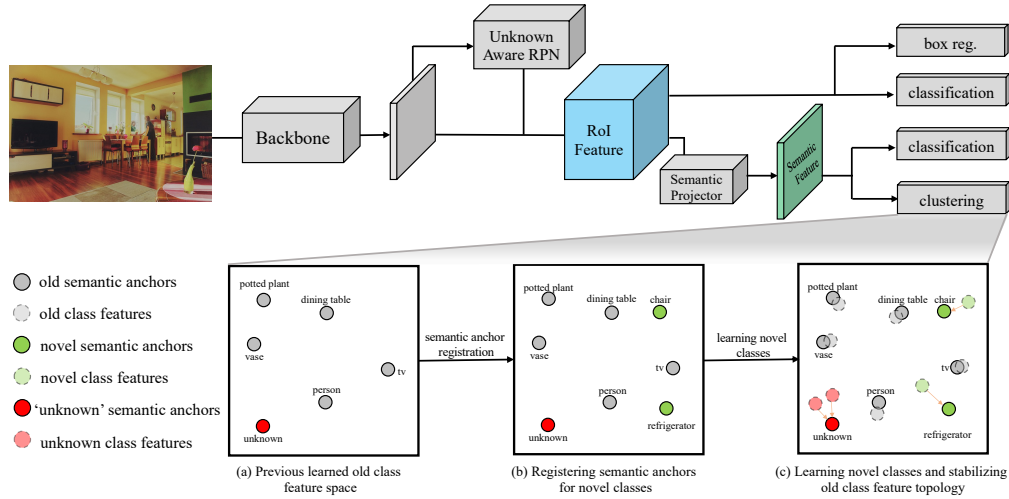 Unknown
Aware RPN
box reg.
Backbone
RoI
Feature
classification
Semantic
Projector
Semantic
Feature
classification
clustering
old semantic anchors
old class features
novel semantic anchors
novel class features
‘unknown’ semantic anchors
unknown class features
potted plant
dining table
vase
tv
person
unknown
semantic anchor
registration
potted plant
dining table
chair
vase
tv
person
unknown
refrigerator
learning novel
classes
potted plant
dining table
chair
vase
tv
person
unknown
refrigerator
(a) Previous learned old class
feature space
(b) Registering semantic anchors
for novel classes
(c) Learning novel classes and stabilizing
old class feature topology